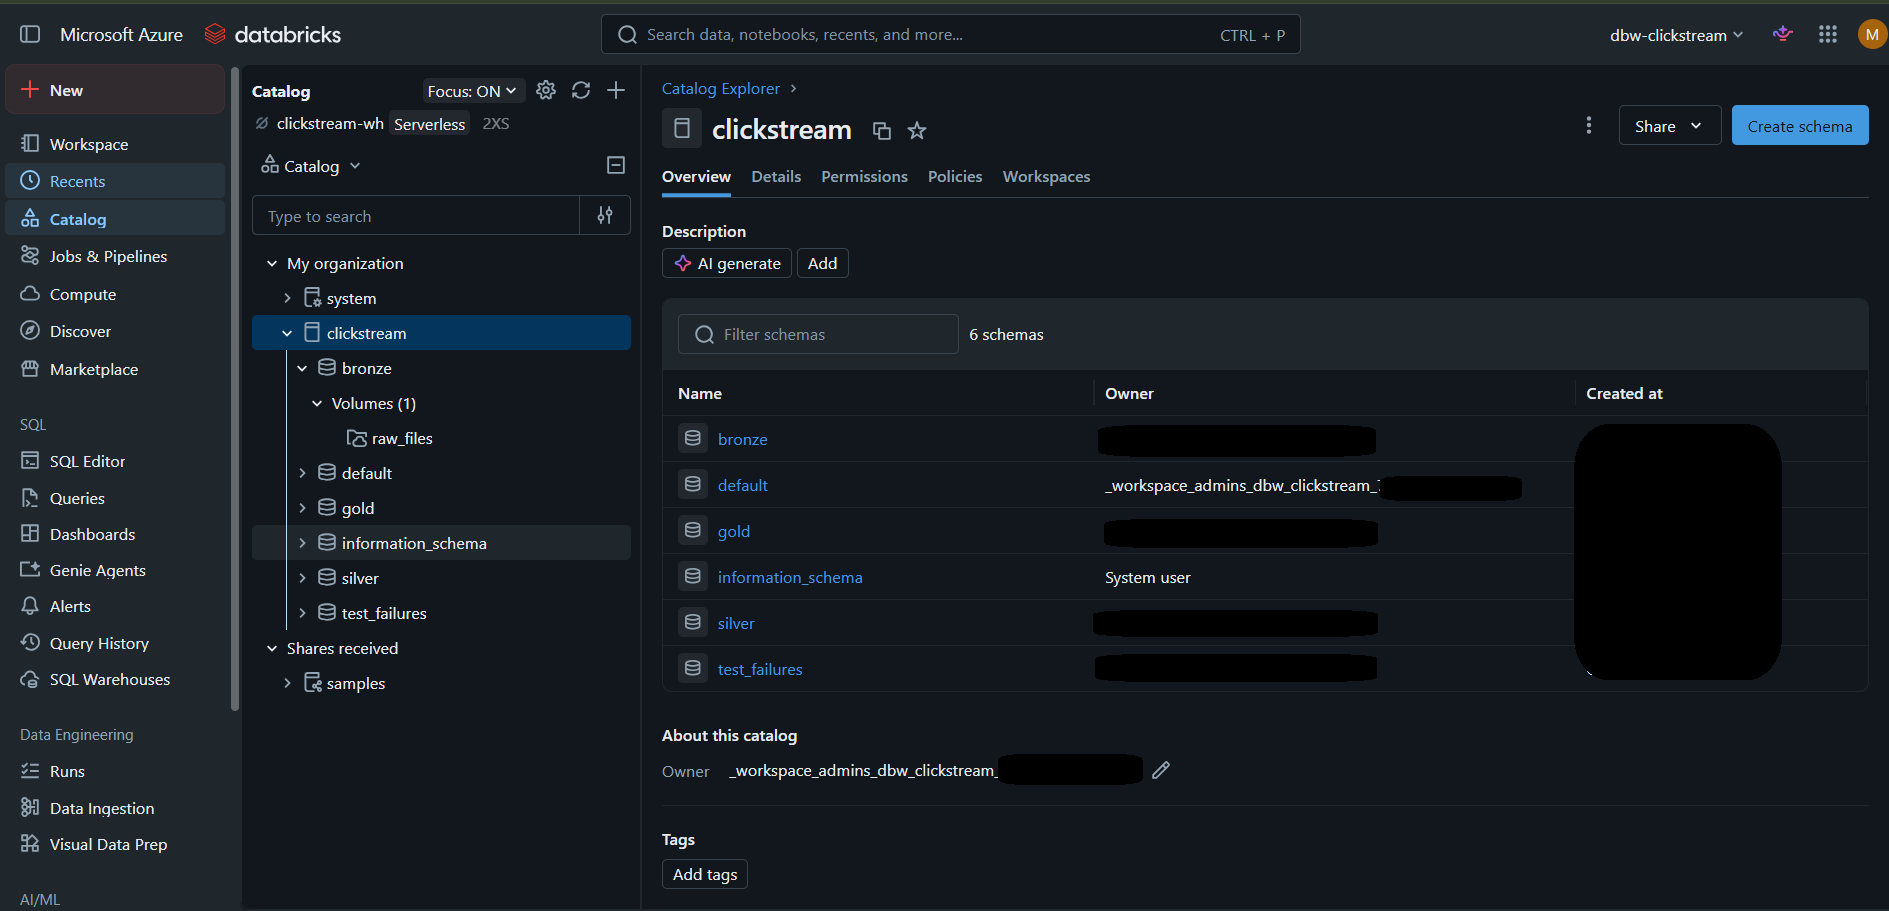 Microsoft Azure
databricks
Search data, notebooks, recents, and more...
CTRL + P
dbw-clickstream
M
New
Workspace
Recents
Catalog
Jobs & Pipelines
Compute
Discover
Marketplace
SQL
SQL Editor
Queries
Dashboards
Genie Agents
Alerts
Query History
SQL Warehouses
Data Engineering
Runs
Data Ingestion
Visual Data Prep
AI/ML
Catalog
Focus: ON
clickstream-wh Serverless 2XS
Catalog
Type to search
My organization
system
clickstream
bronze
Volumes (1)
raw_files
default
gold
information_schema
silver
test_failures
Shares received
samples
Catalog Explorer
clickstream
Share
Create schema
Overview Details Permissions Policies Workspaces
Description
AI generate
Add
Filter schemas
6 schemas
Name Owner Created at
bronze
default _workspace_admins_dbw_clickstream_
gold
information_schema System user
silver
test_failures
About this catalog
Owner _workspace_admins_dbw_clickstream_
Tags
Add tags